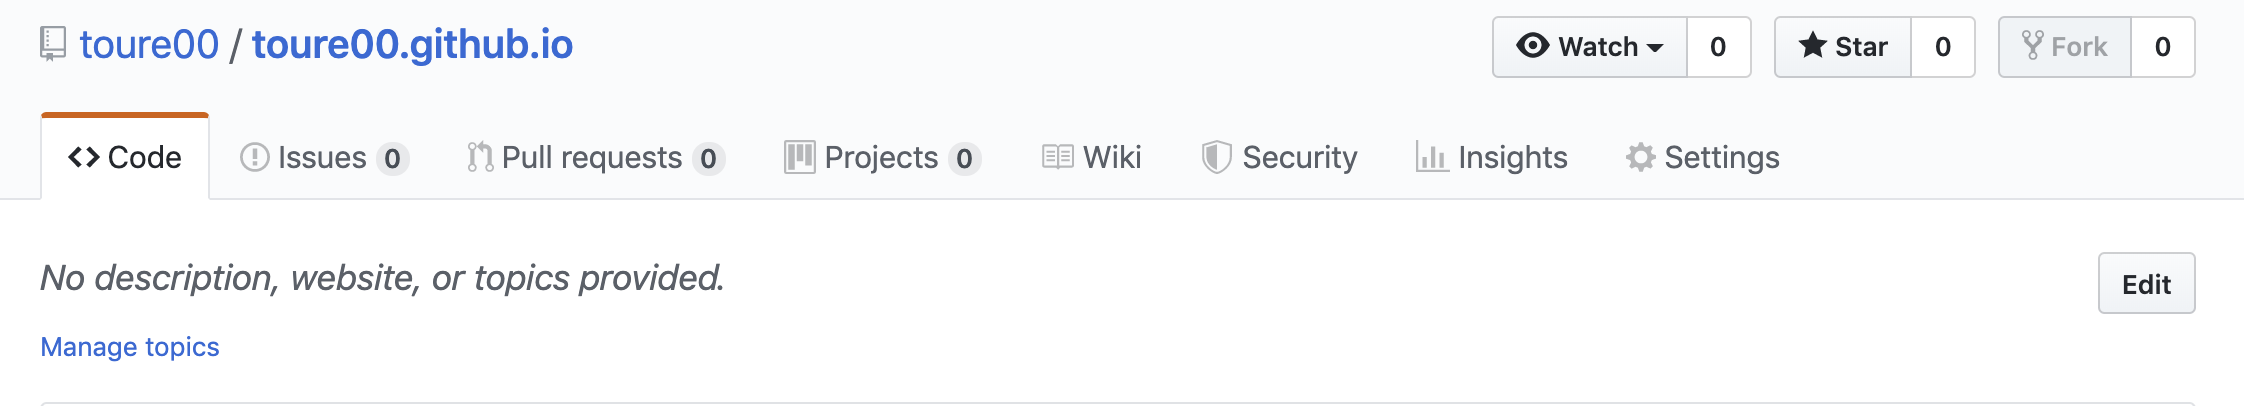 toure00 / toure00.github.io
Watch 0 Star 0 Fork 0
Code Issues 0 Pull requests 0 Projects 0 Wiki Security Insights Settings
No description, website, or topics provided.
Edit
Manage topics